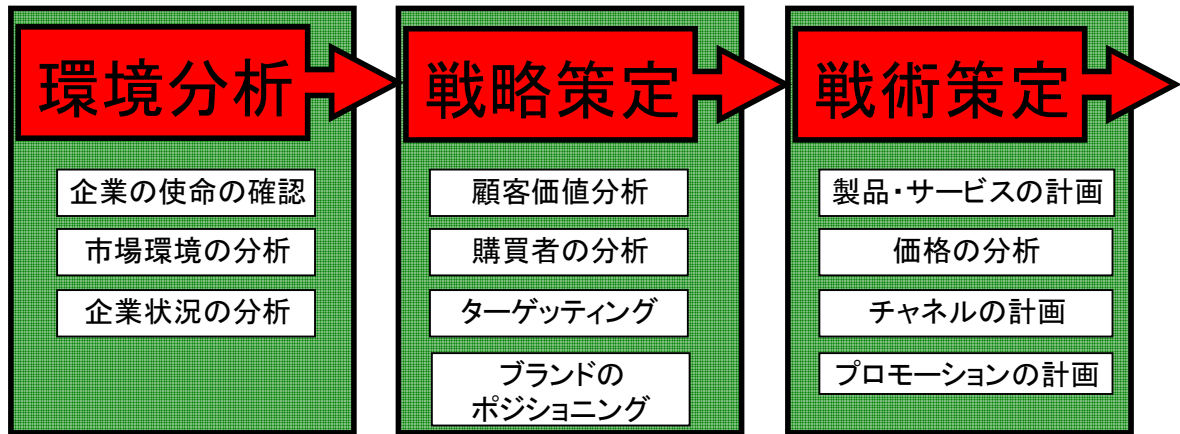 環境分析
企業の使命の確認
市場環境の分析
企業状況の分析
戦略策定
顧客価値分析
購買者の分析
ターゲッティング
ブランドの
ポジショニング
戦術策定
製品・サービスの計画
価格の分析
チャネルの計画
プロモーションの計画